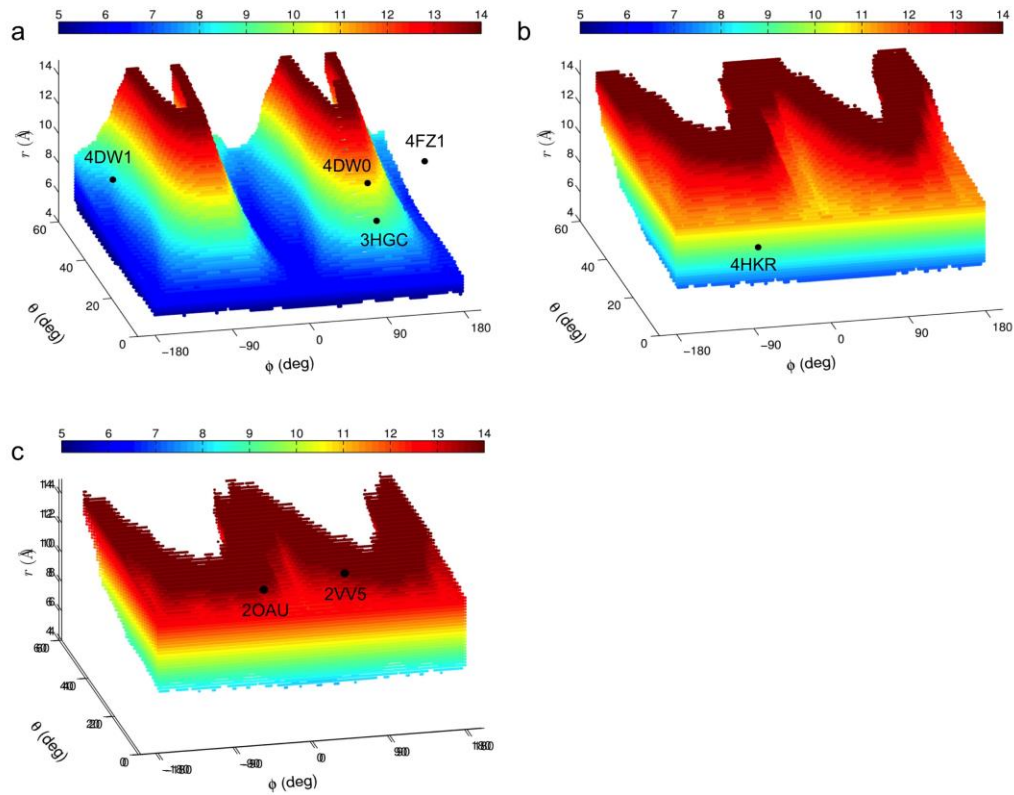 a
5 6 7 8 9 10 11 12 13 14
14
12
10
8
6
4
r (Å)
60
40
20
0
θ (deg)
−180 −90 0 90 180
ϕ (deg)
4DW1
4DW0
4FZ1
3HGC
b
5 6 7 8 9 10 11 12 13 14
14
12
10
8
6
4
r (Å)
60
40
20
0
θ (deg)
−180 −90 0 90 180
ϕ (deg)
4HKR
c
5 6 7 8 9 10 11 12 13 14
r (Å)
θ (deg)
ϕ (deg)
2OAU
2VV5